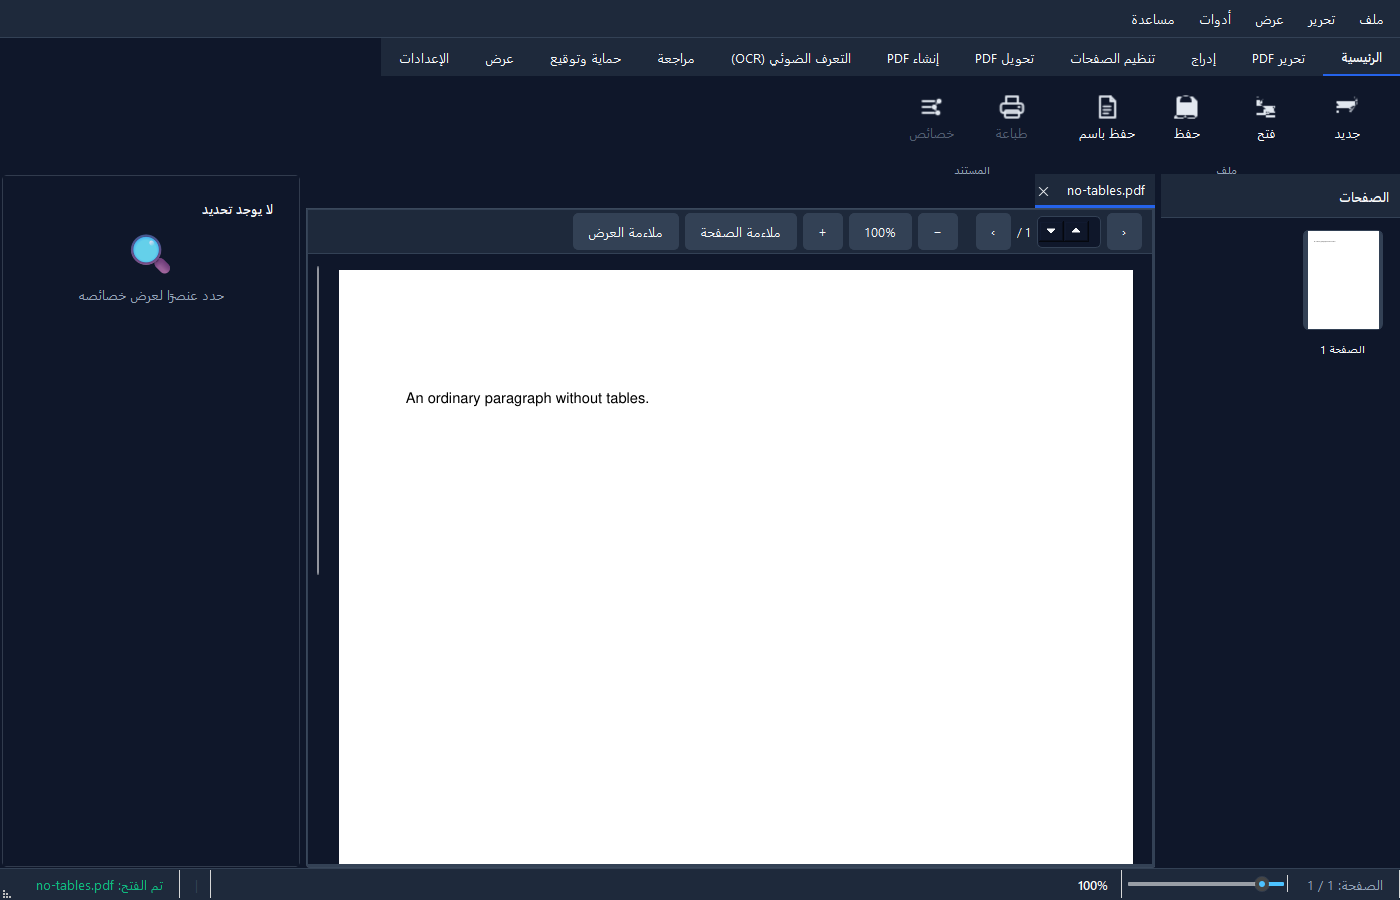 ملف تحرير عرض أدوات مساعدة
الرئيسية تحرير PDF إدراج تنظيم الصفحات تحويل PDF إنشاء PDF التعرف الضوئي (OCR) مراجعة حماية وتوقيع عرض الإعدادات
جديد فتح حفظ حفظ باسم طباعة خصائص
ملف المستند
الصفحات
no-tables.pdf
لا يوجد تحديد
› / 1 ‹ − 100% + ملاءمة الصفحة ملاءمة العرض
حدد عنصرًا لعرض خصائصه
الصفحة 1
An ordinary paragraph without tables.
الصفحة: 1 / 1 100% تم الفتح: no-tables.pdf